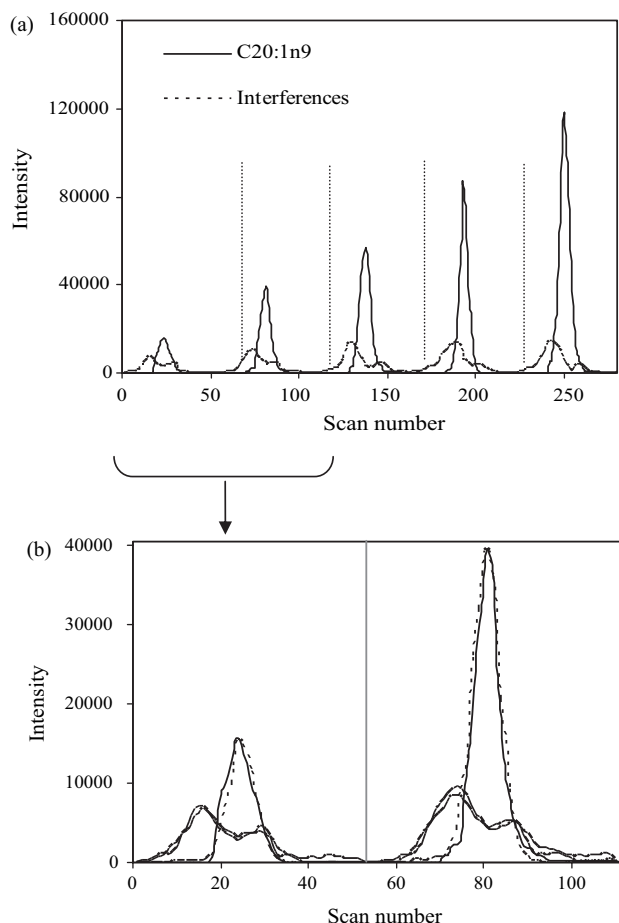 (a)
160000
120000
80000
40000
0
Intensity
C20:1n9
Interferences
0 50 100 150 200 250
Scan number
(b)
40000
30000
20000
10000
0
Intensity
0 20 40 60 80 100
Scan number